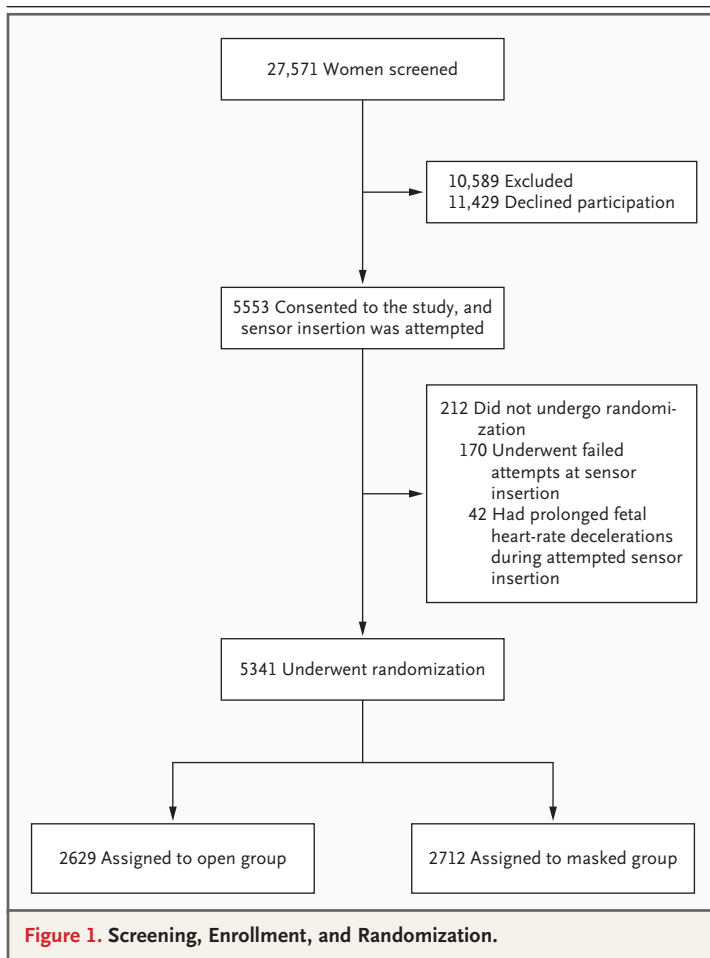 27,571 Women screened
10,589 Excluded
11,429 Declined participation
5553 Consented to the study, and
sensor insertion was attempted
212 Did not undergo randomi-
zation
170 Underwent failed
attempts at sensor
insertion
42 Had prolonged fetal
heart-rate decelerations
during attempted sensor
insertion
5341 Underwent randomization
2629 Assigned to open group
2712 Assigned to masked group
Figure 1. Screening, Enrollment, and Randomization.